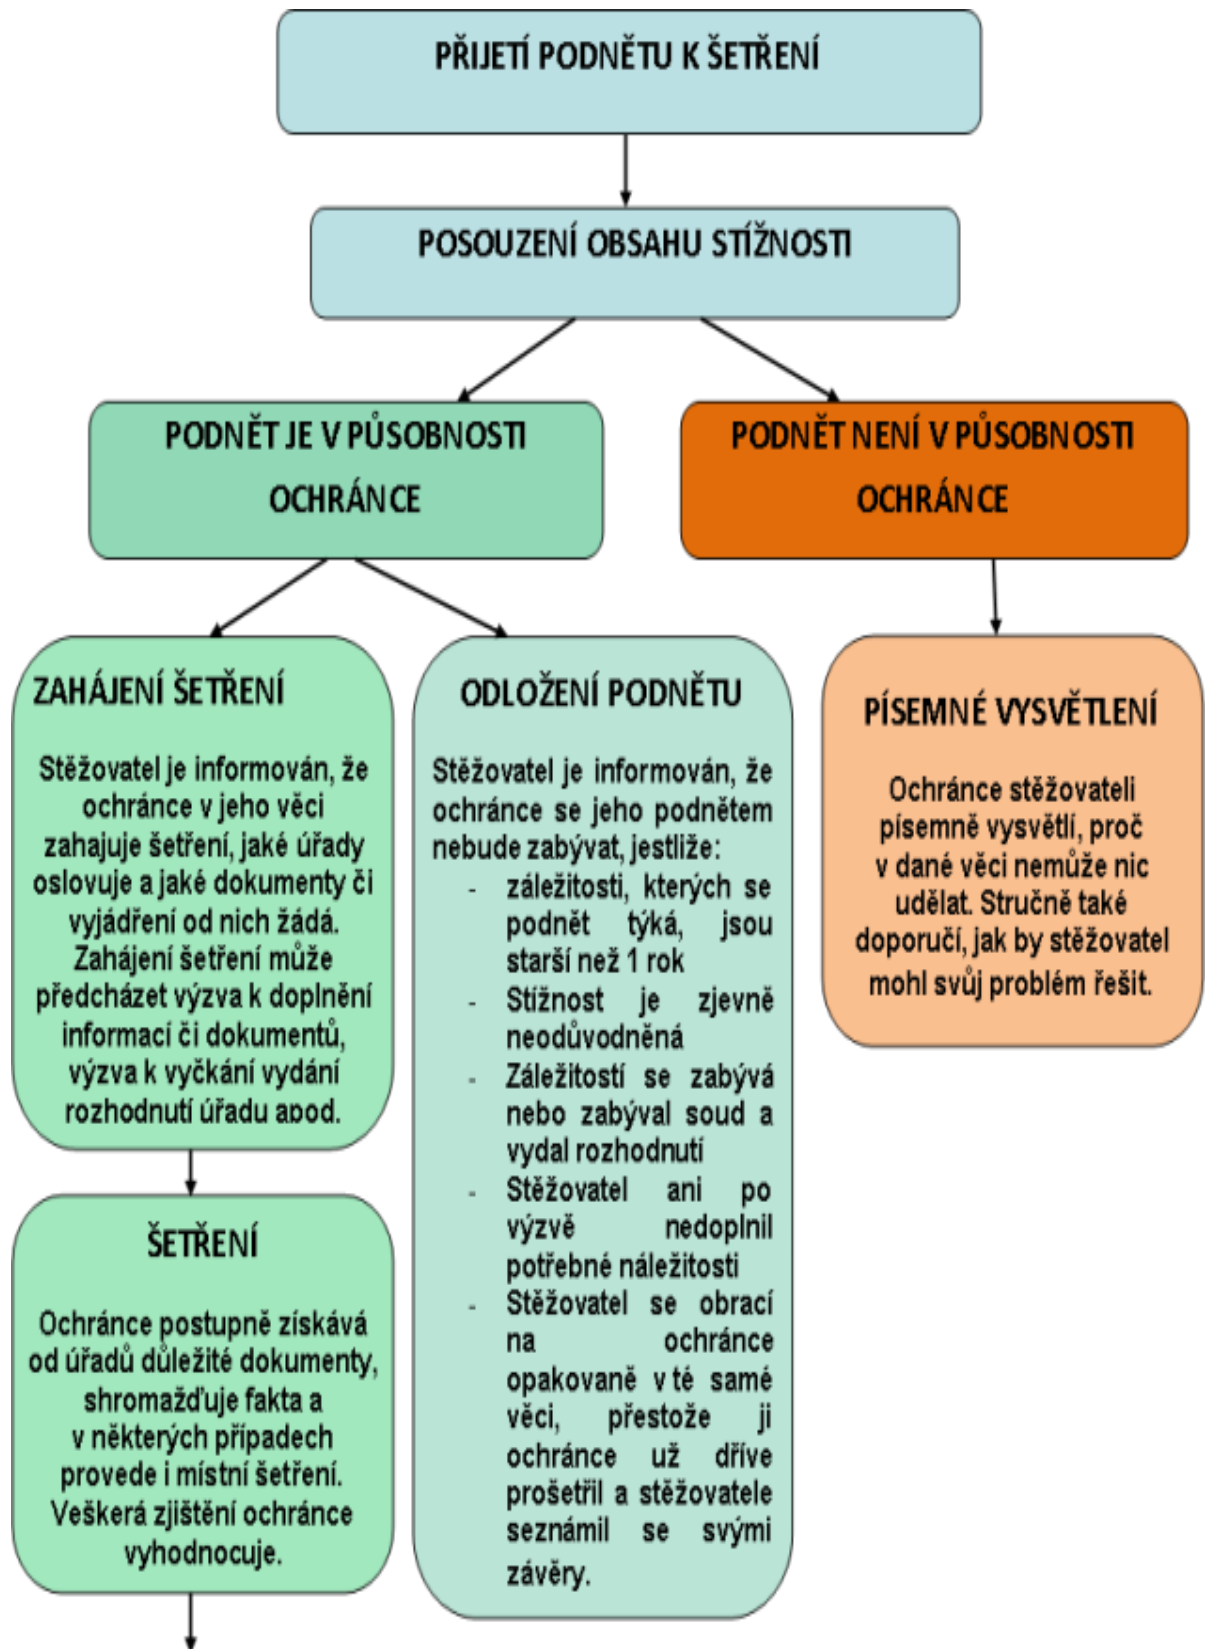 PŘIJETÍ PODNĚTU K ŠETŘENÍ
POSOUZENÍ OBSAHU STÍŽNOSTI
PODNĚT JE V PŮSOBNOSTI
OCHRÁNCE
PODNĚT NENÍ V PŮSOBNOSTI
OCHRÁNCE
ZAHÁJENÍ ŠETŘENÍ
Stěžovatel je informován, že
ochránce v jeho věci
zahajuje šetření, jaké úřady
oslovuje a jaké dokumenty či
vyjádření od nich žádá.
Zahájení šetření může
předcházet výzva k doplnění
informací či dokumentů,
výzva k vyčkání vydání
rozhodnutí úřadu apod.
ŠETŘENÍ
Ochránce postupně získává
od úřadů důležité dokumenty,
shromažďuje fakta a
v některých případech
provede i místní šetření.
Veškerá zjištění ochránce
vyhodnocuje.
ODLOŽENÍ PODNĚTU
Stěžovatel je informován, že
ochránce se jeho podnětem
nebude zabývat, jestliže:
- záležitosti, kterých se
podnět týká, jsou
starší než 1 rok
- Stížnost je zjevně
neodůvodněná
- Záležitostí se zabývá
nebo zabýval soud a
vydal rozhodnutí
- Stěžovatel ani po
výzvě nedoplnil
potřebné náležitosti
- Stěžovatel se obrací
na ochránce
opakovaně v té samé
věci, přestože ji
ochránce už dříve
prošetřil a stěžovatele
seznámil se svými
závěry.
PÍSEMNÉ VYSVĚTLENÍ
Ochránce stěžovateli
písemně vysvětlí, proč
v dané věci nemůže nic
udělat. Stručně také
doporučí, jak by stěžovatel
mohl svůj problém řešit.